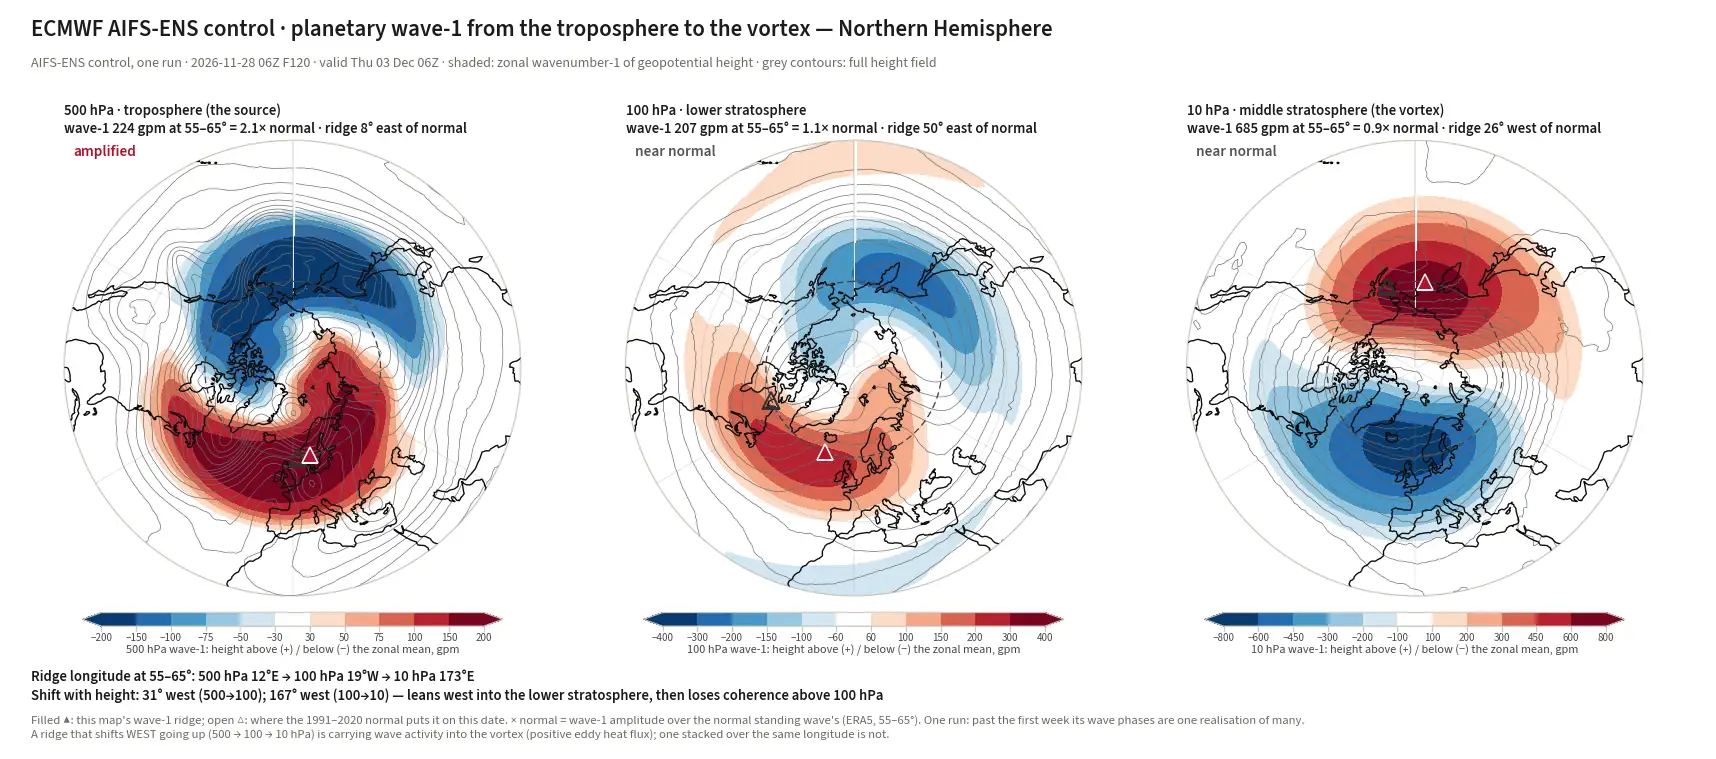 ECMWF AIFS-ENS control · planetary wave-1 from the troposphere to the vortex — Northern Hemisphere
AIFS-ENS control, one run · 2026-11-28 06Z F120 · valid Thu 03 Dec 06Z · shaded: zonal wavenumber-1 of geopotential height · grey contours: full height field
500 hPa · troposphere (the source)
wave-1 224 gpm at 55–65° = 2.1× normal · ridge 8° east of normal
amplified
100 hPa · lower stratosphere
wave-1 207 gpm at 55–65° = 1.1× normal · ridge 50° east of normal
near normal
10 hPa · middle stratosphere (the vortex)
wave-1 685 gpm at 55–65° = 0.9× normal · ridge 26° west of normal
near normal
−200 −150 −100 −75 −50 −30 30 50 75 100 150 200
500 hPa wave-1: height above (+) / below (−) the zonal mean, gpm
−400 −300 −200 −150 −100 −60 60 100 150 200 300 400
100 hPa wave-1: height above (+) / below (−) the zonal mean, gpm
−800 −600 −450 −300 −200 −100 100 200 300 450 600 800
10 hPa wave-1: height above (+) / below (−) the zonal mean, gpm
Ridge longitude at 55–65°: 500 hPa 12°E → 100 hPa 19°W → 10 hPa 173°E
Shift with height: 31° west (500→100); 167° west (100→10) — leans west into the lower stratosphere, then loses coherence above 100 hPa
Filled ▲: this map's wave-1 ridge; open △: where the 1991–2020 normal puts it on this date. × normal = wave-1 amplitude over the normal standing wave's (ERA5, 55–65°). One run: past the first week its wave phases are one realisation of many.
A ridge that shifts WEST going up (500 → 100 → 10 hPa) is carrying wave activity into the vortex (positive eddy heat flux); one stacked over the same longitude is not.